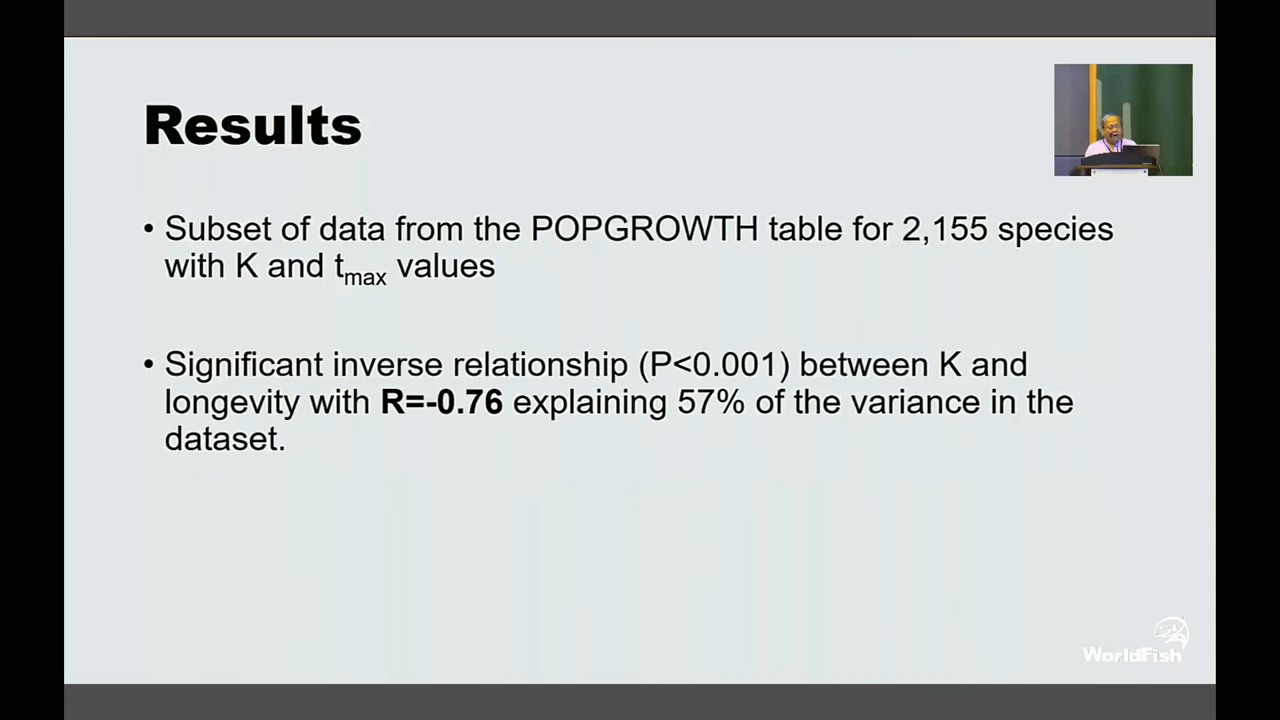 Results
• Subset of data from the POPGROWTH table for 2,155 species
with K and tmax values
• Significant inverse relationship (P<0.001) between K and
longevity with R=-0.76 explaining 57% of the variance in the
dataset.
WorldFish